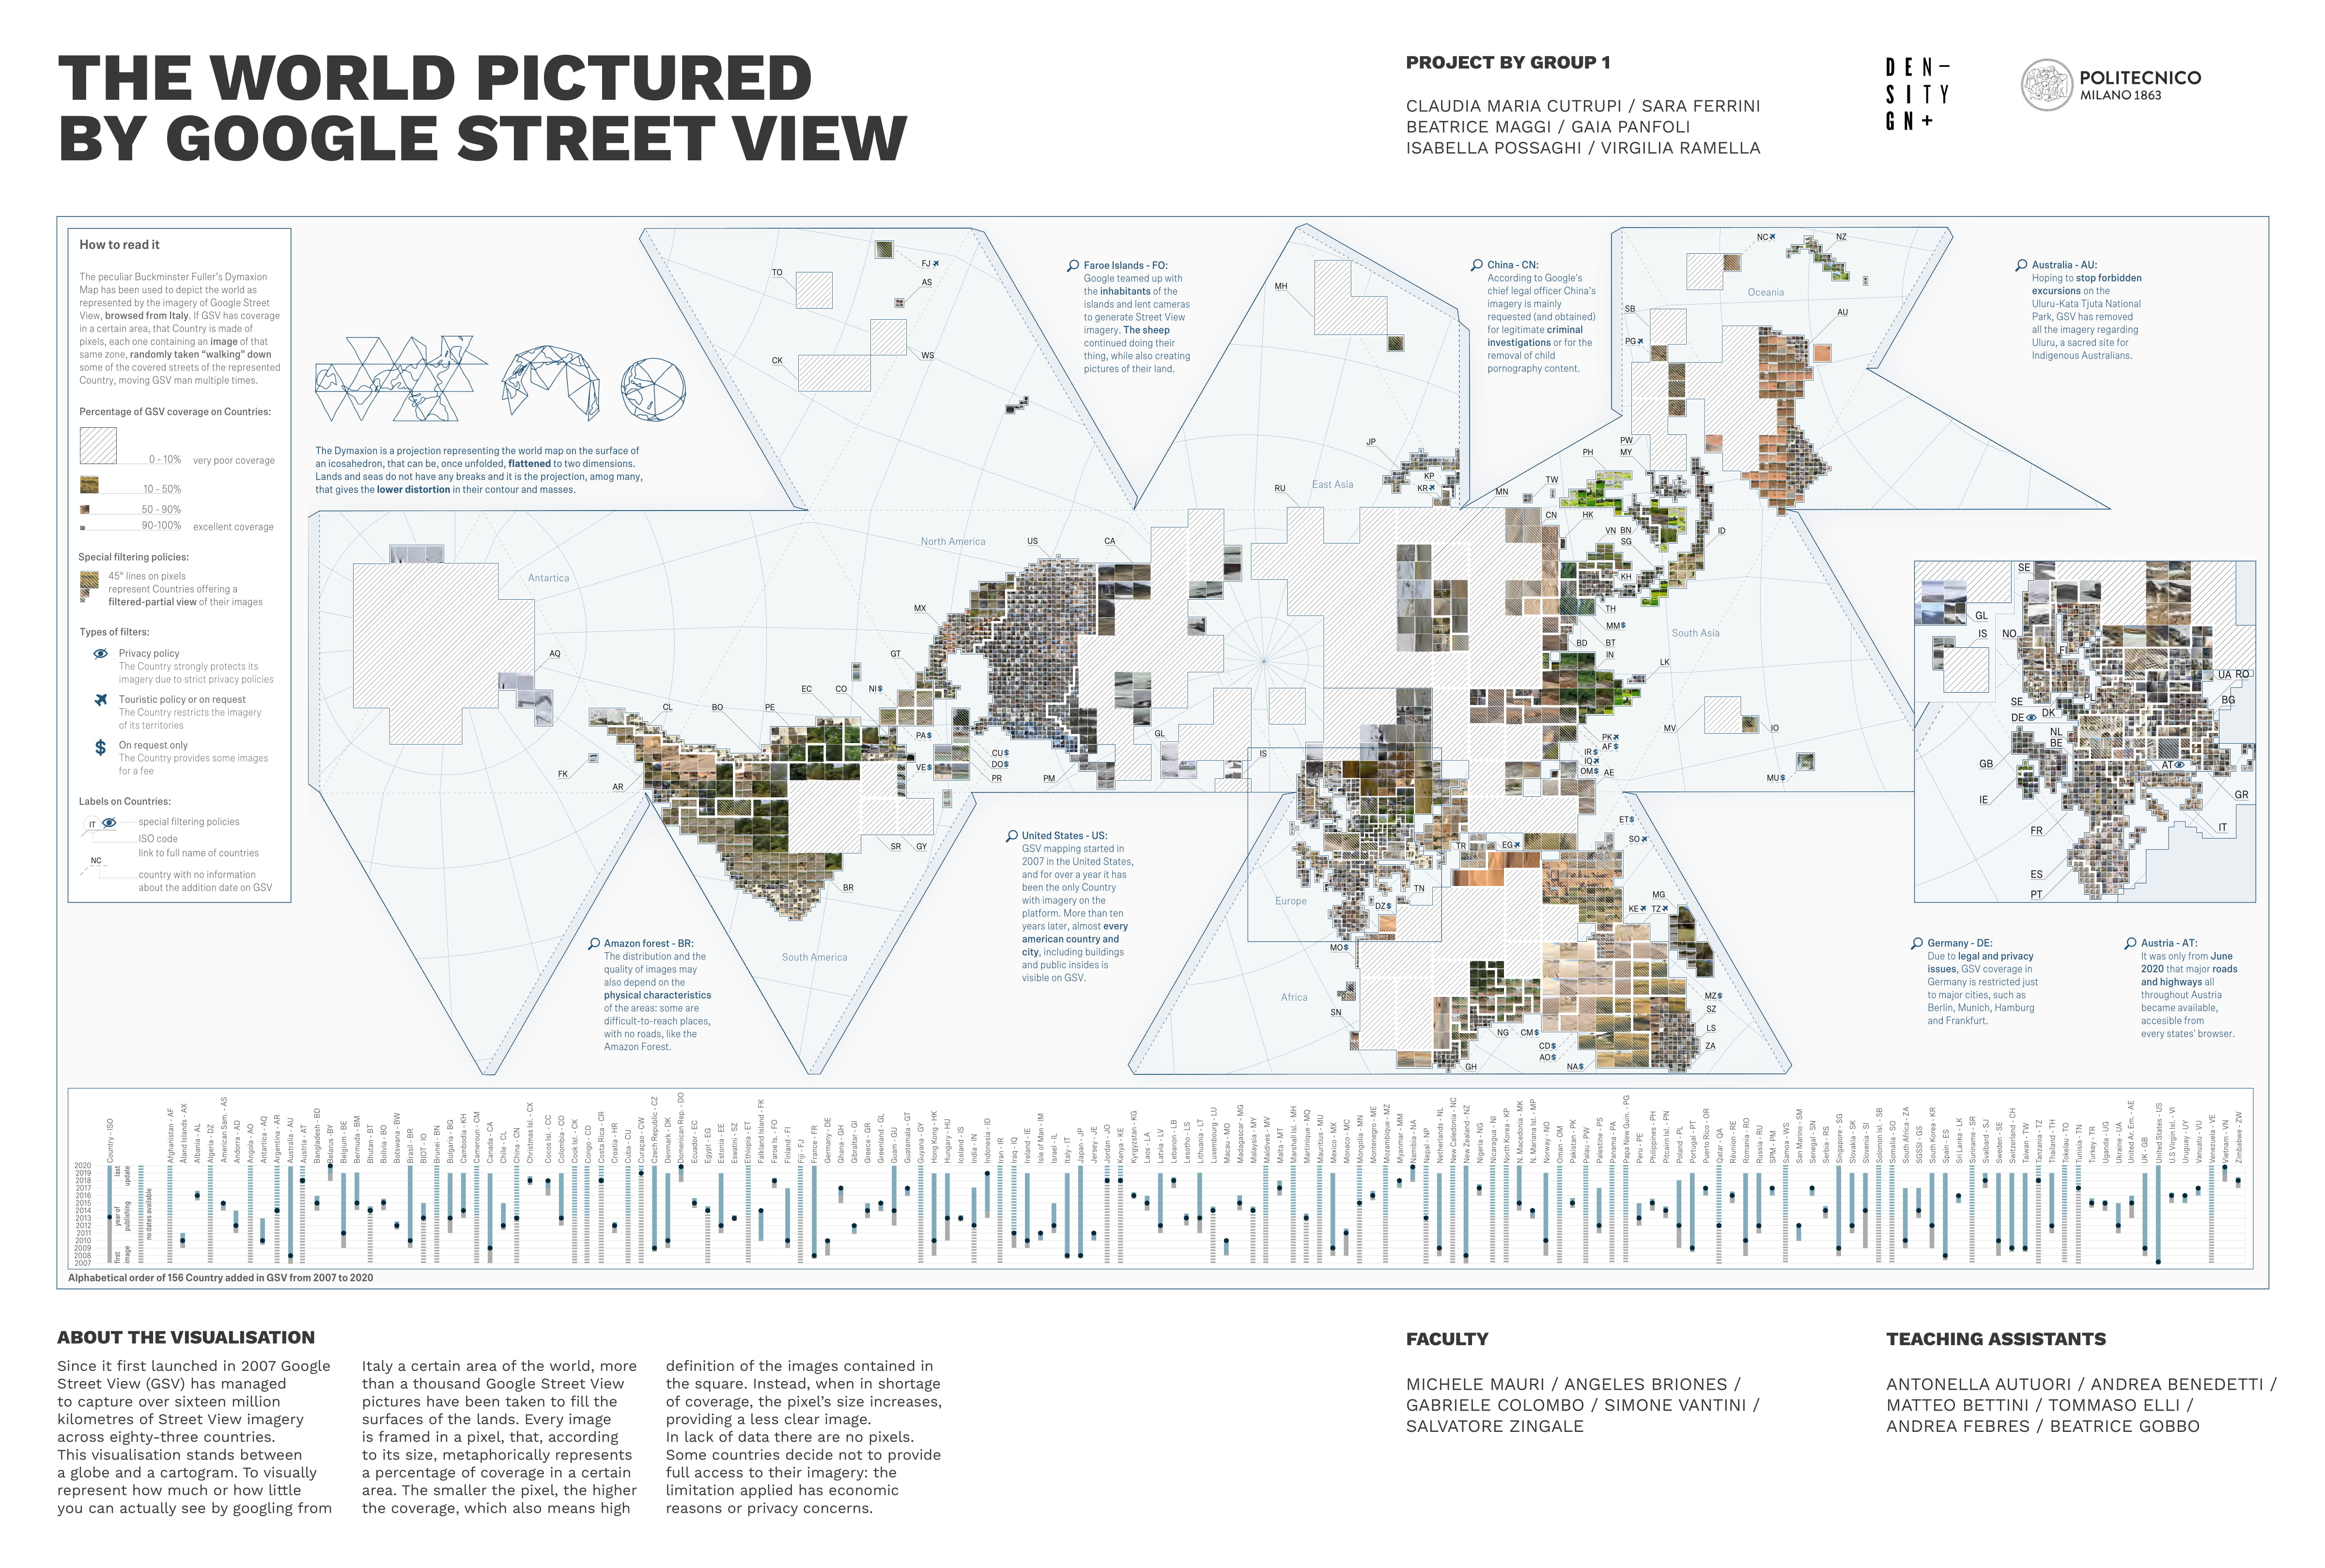 THE WORLD PICTURED
BY GOOGLE STREET VIEW
PROJECT BY GROUP 1
CLAUDIA MARIA CUTRUPI / SARA FERRINI
BEATRICE MAGGI / GAIA PANFOLI
ISABELLA POSSAGHI / VIRGILIA RAMELLA
DEN-
SITY
GN+
POLITECNICO
MILANO 1863
How to read it
The peculiar Buckminster Fuller's Dymaxion
Map has been used to depict the world as
represented by the imagery of Google Street
View, browsed from Italy. If GSV has coverage
in a certain area, that Country is made of
pixels, each one containing an image of that
same zone, randomly taken "walking" down
some of the covered streets of the represented
Country, moving GSV man multiple times.
Percentage of GSV coverage on Countries:
0 - 10% very poor coverage
10 - 50%
50 - 90%
90-100% excellent coverage
Special filtering policies:
45° lines on pixels
represent Countries offering a
filtered-partial view of their images
Types of filters:
Privacy policy
The Country strongly protects its
imagery due to strict privacy policies
Touristic policy or on request
The Country restricts the imagery
of its territories
$ On request only
The Country provides some images
for a fee
Labels on Countries:
IT special filtering policies
ISO code
link to full name of countries
NC
country with no information
about the addition date on GSV
The Dymaxion is a projection representing the world map on the surface of
an icosahedron, that can be, once unfolded, flattened to two dimensions.
Lands and seas do not have any breaks and it is the projection, amog many,
that gives the lower distortion in their contour and masses.
Faroe Islands - FO:
Google teamed up with
the inhabitants of the
islands and lent cameras
to generate Street View
imagery. The sheep
continued doing their
thing, while also creating
pictures of their land.
China - CN:
According to Google's
chief legal officer China's
imagery is mainly
requested (and obtained)
for legitimate criminal
investigations or for the
removal of child
pornography content.
Australia - AU:
Hoping to stop forbidden
excursions on the
Uluru-Kata Tjuta National
Park, GSV has removed
all the imagery regarding
Uluru, a sacred site for
Indigenous Australians.
TO
FJ
AS
WS
CK
MH
JP
KP
KR
RU
East Asia
NC
NZ
Oceania
SB
PG
AU
PW
MY
PH
TW
MN
CN
HK
VN BN
SG
ID
KH
TH
MM$
BD
BT
IN
South Asia
LK
MV
IO
MU$
PK
AF$
IR$
IQ
OM$
AE
North America
US
CA
Antartica
AQ
MX
GT
EC
CO
NI$
CL
BO
PE
PA$
CU$
DO$
VE$
PR
PM
GL
IS
FK
AR
SR
GY
BR
South America
Europe
TR
EG
TN
DZ$
MO$
ET$
SO
MG
KE
TZ
Africa
SN
MZ$
SZ
LS
ZA
NG
CM$
CD$
AO$
NA$
GH
SE
GL
IS
NO
FI
UA RO
BG
PL
SE
DE
DK
NL
BE
GB
AT
IE
GR
FR
IT
ES
PT
United States - US:
GSV mapping started in
2007 in the United States,
and for over a year it has
been the only Country
with imagery on the
platform. More than ten
years later, almost every
american country and
city, including buildings
and public insides is
visible on GSV.
Amazon forest - BR:
The distribution and the
quality of images may
also depend on the
physical characteristics
of the areas: some are
difficult-to-reach places,
with no roads, like the
Amazon Forest.
Germany - DE:
Due to legal and privacy
issues, GSV coverage in
Germany is restricted just
to major cities, such as
Berlin, Munich, Hamburg
and Frankfurt.
Austria - AT:
It was only from June
2020 that major roads
and highways all
throughout Austria
became available,
accesible from
every states' browser.
Country - ISO
Afghanistan - AF
Åland Islands - AX
Albania - AL
Algeria - DZ
American Sam. - AS
Andorra - AD
Angola - AO
Antartica - AQ
Argentina - AR
Australia - AU
Austria - AT
Bangladesh - BD
Belarus - BY
Belgium - BE
Bermuda - BM
Bhutan - BT
Bolivia - BO
Botswana - BW
Brasil - BR
BIOT - IO
Brunei - BN
Bulgaria - BG
Cambodia - KH
Cameroun - CM
Canada - CA
Chile - CL
China - CN
Christmas Isl. - CX
Cocos Isl. - CC
Colombia - CO
Cook Isl. - CK
Congo - CD
Costa Rica - CR
Croatia - HR
Cuba - CU
Curaçao - CW
Czech Republic - CZ
Denmark - DK
Domenican Rep. - DO
Ecuador - EC
Egypt - EG
Estonia - EE
Eswatini - SZ
Ethiopia - ET
Falkland Island - FK
Faroe Is. - FO
Finland - FI
Fiji - FJ
France - FR
Germany - DE
Ghana - GH
Gibraltar - GI
Greece - GR
Greenland - GL
Guam - GU
Guatemala - GT
Guyana - GY
Hong Kong - HK
Hungary - HU
Iceland - IS
India - IN
Indonesia - ID
Iran - IR
Iraq - IQ
Ireland - IE
Isle of Man - IM
Israel - IL
Italy - IT
Japan - JP
Jersey - JE
Jordan - JO
Kenya - KE
Kyrgyzstan - KG
Laos - LA
Latvia - LV
Lebanon - LB
Lesotho - LS
Lithuania - LT
Luxembourg - LU
Macau - MO
Madagascar - MG
Malaysia - MY
Maldives - MV
Malta - MT
Marshall Isl. - MH
Martinique - MQ
Mauritius - MU
Mexico - MX
Monaco - MC
Mongolia - MN
Montenegro - ME
Mozambique - MZ
Myanmar - MM
Namibia - NA
Nepal - NP
Netherlands - NL
New Caledonia - NC
New Zealand - NZ
Nigeria - NG
Nicaragua - NI
North Korea - KP
N. Macedonia - MK
N. Mariana Isl. - MP
Norway - NO
Oman - OM
Pakistan - PK
Palau - PW
Palestine - PS
Panama - PA
Papa New Guin. - PG
Peru - PE
Philippines - PH
Pitcairn Isl. - PN
Poland - PL
Portugal - PT
Puerto Rico - OR
Qatar - QA
Réunion - RE
Romania - RO
Russia - RU
SPM - PM
Samoa - WS
San Marino - SM
Senegal - SN
Serbia - RS
Singapore - SG
Slovakia - SK
Slovenia - SI
Solomon Isl. - SB
Somalia - SO
South Africa - ZA
SGSSI - GS
South Korea - KR
Spain - ES
Sri Lanka - LK
Suriname - SR
Svalbard - SJ
Sweden - SE
Switzerland - CH
Taiwan - TW
Tanzania - TZ
Thailand - TH
Tokelau - TO
Tunisia - TN
Turkey - TR
Uganda - UG
Ukraine - UA
United Ar. Em. - AE
UK - GB
United States - US
U.S Virgin Isl. - VI
Uruguay - UY
Vanuatu - VU
Venezuela - VE
Vietnam - VN
Zimbabwe - ZW
2020
2019
2018
2017
2016
2015
2014
2013
2012
2011
2010
2009
2008
2007
last
update
year of
publishing
first
image
no dates available
Alphabetical order of 156 Country added in GSV from 2007 to 2020
ABOUT THE VISUALISATION
Since it first launched in 2007 Google
Street View (GSV) has managed
to capture over sixteen million
kilometres of Street View imagery
across eighty-three countries.
This visualisation stands between
a globe and a cartogram. To visually
represent how much or how little
you can actually see by googling from
Italy a certain area of the world, more
than a thousand Google Street View
pictures have been taken to fill the
surfaces of the lands. Every image
is framed in a pixel, that, according
to its size, metaphorically represents
a percentage of coverage in a certain
area. The smaller the pixel, the higher
the coverage, which also means high
definition of the images contained in
the square. Instead, when in shortage
of coverage, the pixel's size increases,
providing a less clear image.
In lack of data there are no pixels.
Some countries decide not to provide
full access to their imagery: the
limitation applied has economic
reasons or privacy concerns.
FACULTY
MICHELE MAURI / ANGELES BRIONES /
GABRIELE COLOMBO / SIMONE VANTINI /
SALVATORE ZINGALE
TEACHING ASSISTANTS
ANTONELLA AUTUORI / ANDREA BENEDETTI /
MATTEO BETTINI / TOMMASO ELLI /
ANDREA FEBRES / BEATRICE GOBBO